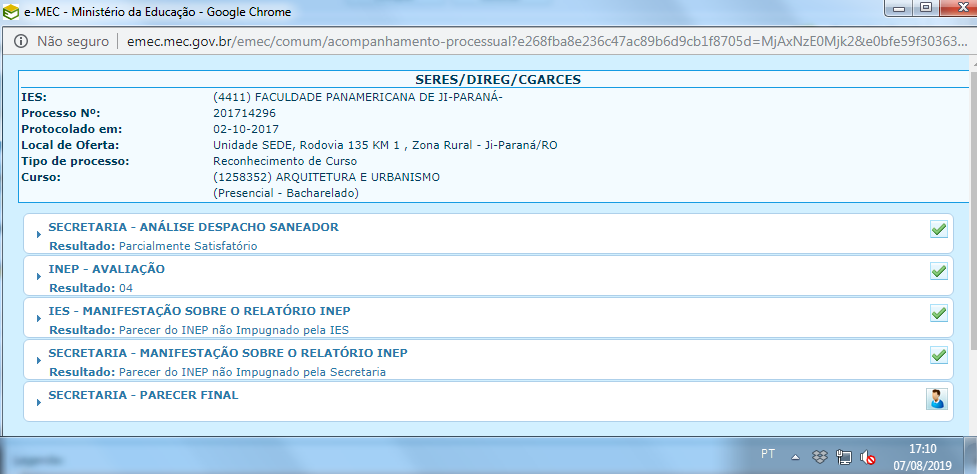 e-MEC - Ministério da Educação - Google Chrome
Não seguro | emec.mec.gov.br/emec/comum/acompanhamento-processual?e268fba8e236c47ac89b6d9cb1f8705d=MjAxNzE0Mjk2&e0bfe59f30363...
SERES/DIREG/CGARCES
IES: (4411) FACULDADE PANAMERICANA DE JI-PARANÁ-
Processo Nº: 201714296
Protocolado em: 02-10-2017
Local de Oferta: Unidade SEDE, Rodovia 135 KM 1 , Zona Rural - Ji-Paraná/RO
Tipo de processo: Reconhecimento de Curso
Curso: (1258352) ARQUITETURA E URBANISMO
(Presencial - Bacharelado)
SECRETARIA - ANÁLISE DESPACHO SANEADOR
Resultado: Parcialmente Satisfatório
INEP - AVALIAÇÃO
Resultado: 04
IES - MANIFESTAÇÃO SOBRE O RELATÓRIO INEP
Resultado: Parecer do INEP não Impugnado pela IES
SECRETARIA - MANIFESTAÇÃO SOBRE O RELATÓRIO INEP
Resultado: Parecer do INEP não Impugnado pela Secretaria
SECRETARIA - PARECER FINAL
PT
17:10
07/08/2019